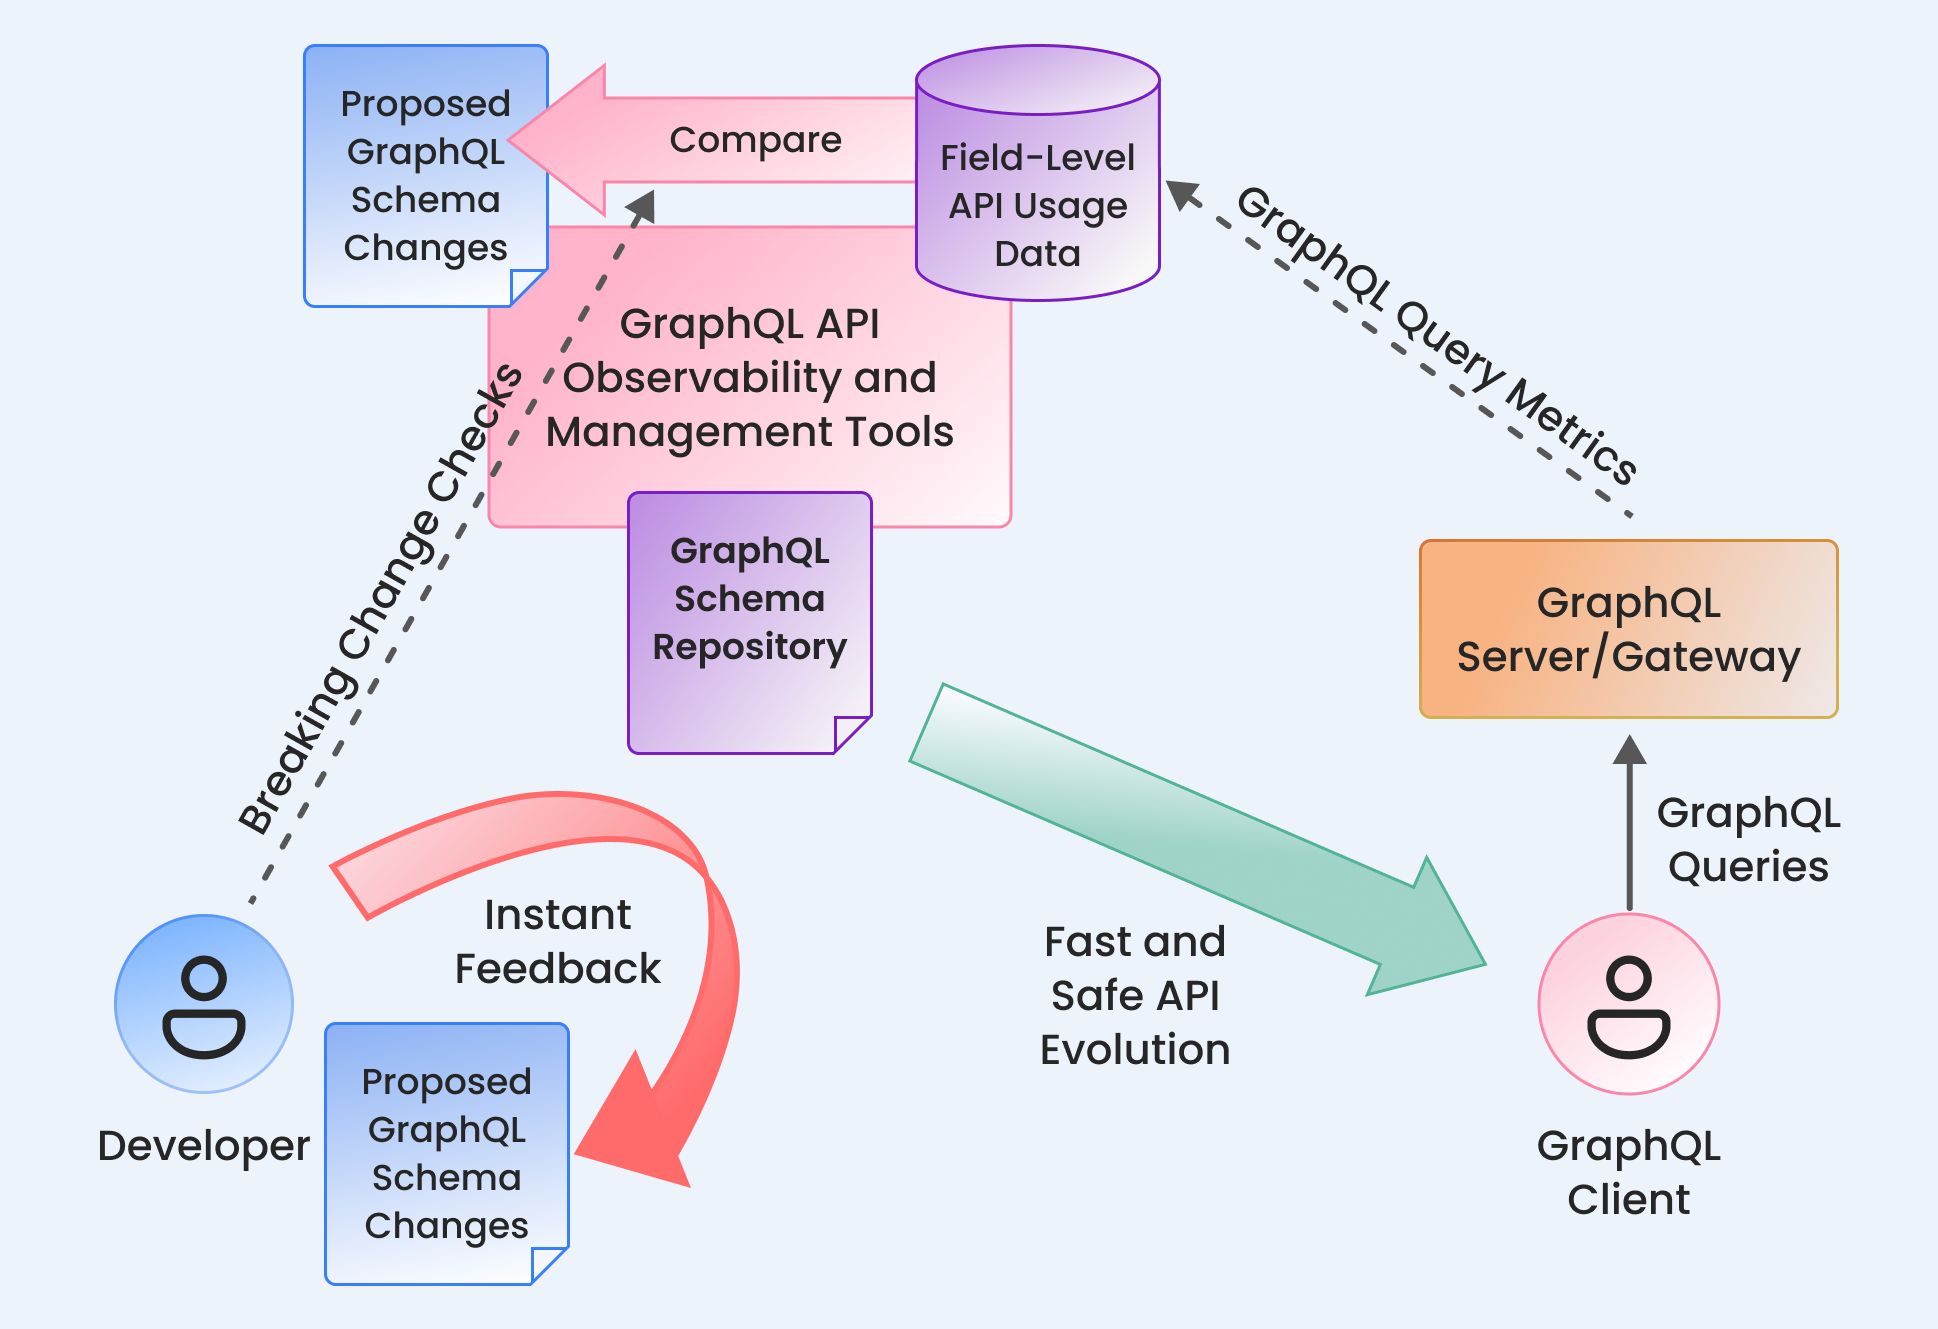 Proposed
GraphQL
Schema
Changes
Compare
Field-Level
API Usage
Data
GraphQL Query Metrics
GraphQL API
Observability and
Management Tools
Breaking Change Checks
GraphQL
Schema
Repository
GraphQL
Server/Gateway
GraphQL
Queries
Instant
Feedback
Fast and
Safe API
Evolution
Developer
Proposed
GraphQL
Schema
Changes
GraphQL
Client